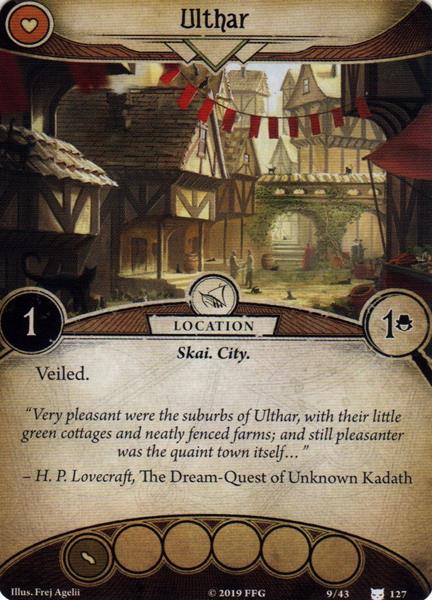 Ulthar
1
1
LOCATION
Skai. City.
Veiled.
“Very pleasant were the suburbs of Ulthar, with their little
green cottages and neatly fenced farms; and still pleasanter
was the quaint town itself…”
– H. P. Lovecraft, The Dream-Quest of Unknown Kadath
Illus. Frej Agelii
© 2019 FFG
9/43
127